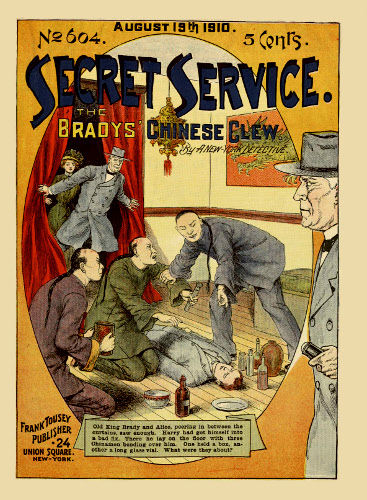 AUGUST 19th 1910.
No 604.
5 Cents.
SECRET SERVICE.
THE
BRADYS' CHINESE CLEW
By A NEW YORK DETECTIVE.
FRANK TOUSEY
PUBLISHER
24
UNION SQUARE.
NEW-YORK.
Old King Brady and Alice, peering in between the
curtains, saw enough. Harry had got himself into
a bad fix. There he lay on the floor with three
Chinamen bending over him. One held a box, an-
other a long glass vial. What were they about?